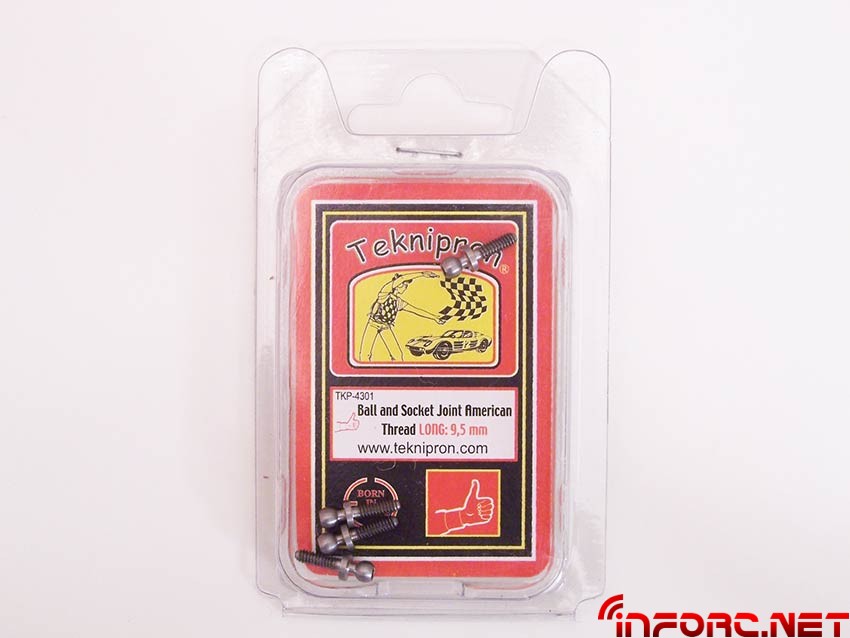 Teknipron
®
TKP-4301
Ball and Socket Joint American
Thread LONG: 9,5 mm
www.teknipron.com
BORN
IN
INFORC.NET